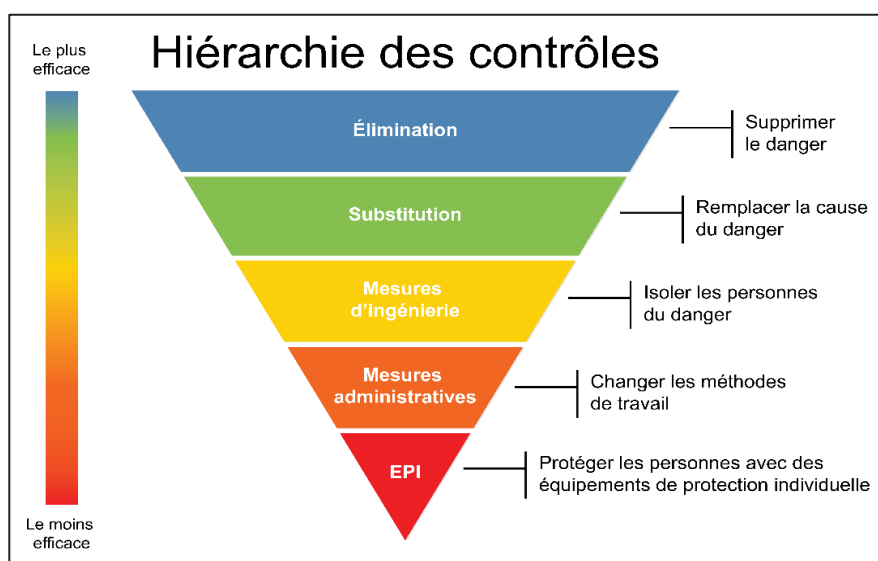 Hiérarchie des contrôles
Le plus
efficace
Élimination
Supprimer
le danger
Substitution
Remplacer la cause
du danger
Mesures
d'ingénierie
Isoler les personnes
du danger
Mesures
administratives
Changer les méthodes
de travail
EPI
Protéger les personnes avec des
équipements de protection individuelle
Le moins
efficace